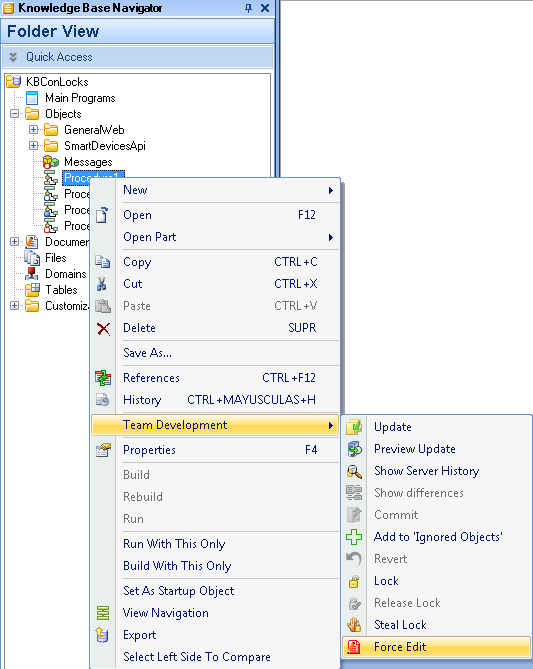 Knowledge Base Navigator
Folder View
Quick Access
KBConLocks
Main Programs
Objects
GeneralWeb
SmartDevicesApi
Messages
Procedure1
Proce
Proce
Proce
Documen
Files
Domains
Tables
Customiza
New
Open F12
Open Part
Copy CTRL+C
Cut CTRL+X
Paste CTRL+V
Delete SUPR
Save As...
References CTRL+F12
History CTRL+MAYUSCULAS+H
Team Development
Properties F4
Build
Rebuild
Run
Run With This Only
Build With This Only
Set As Startup Object
View Navigation
Export
Select Left Side To Compare
Update
Preview Update
Show Server History
Show differences
Commit
Add to 'Ignored Objects'
Revert
Lock
Release Lock
Steal Lock
Force Edit